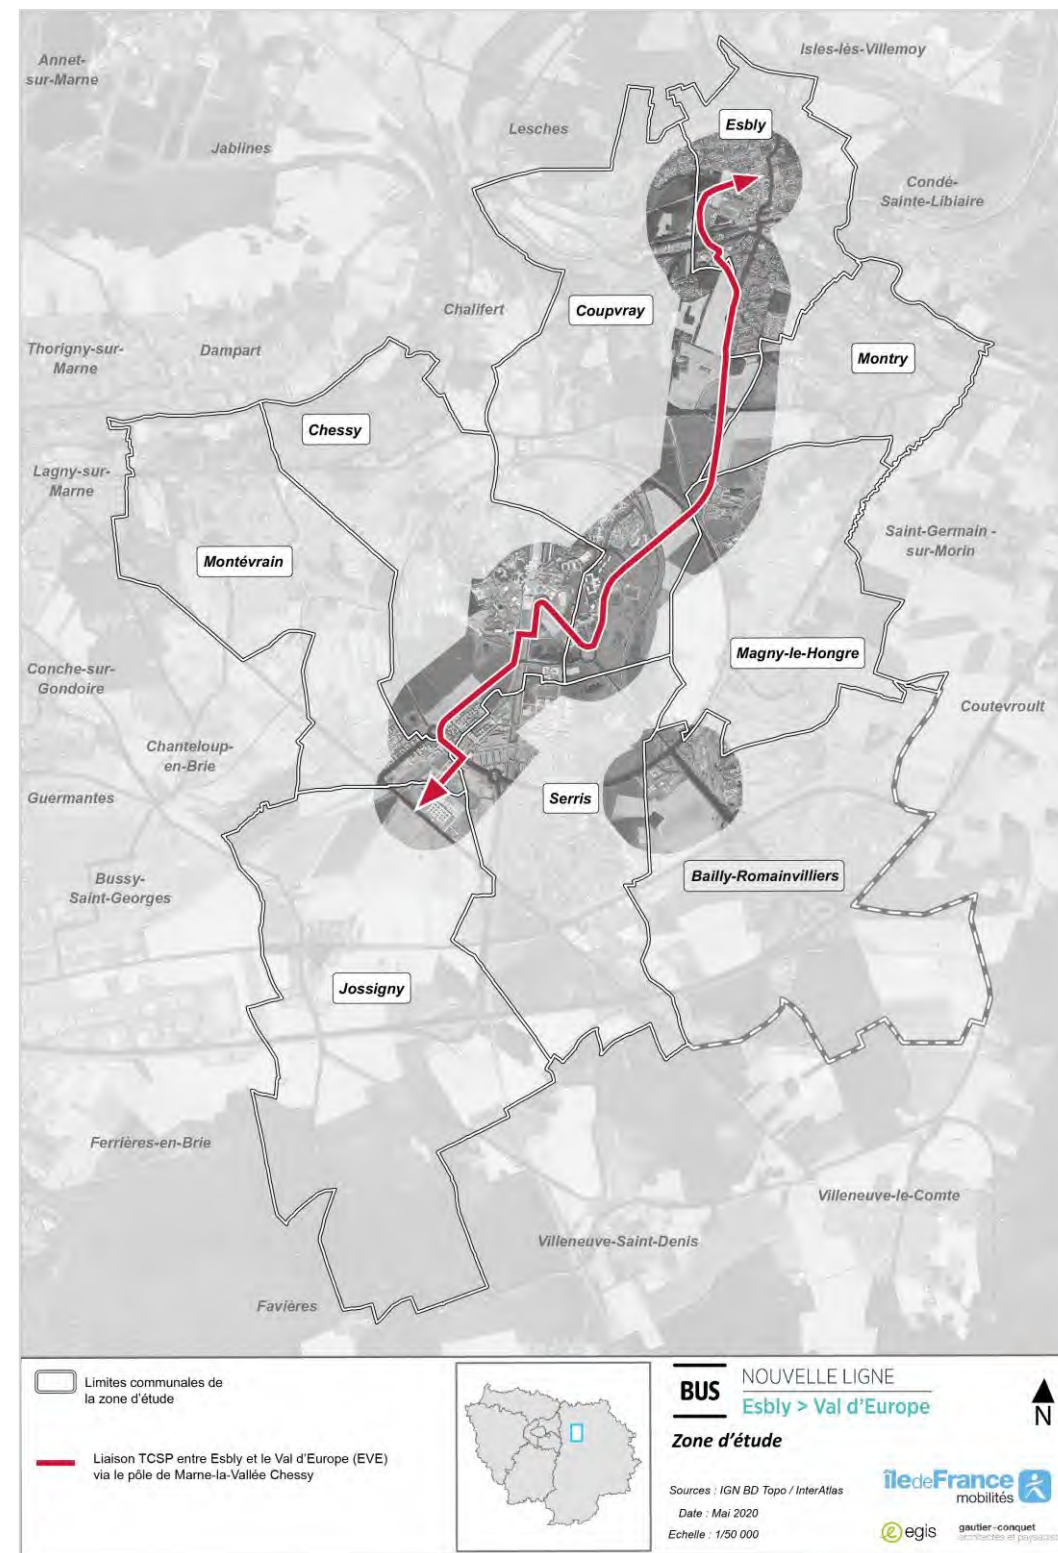 Annet-
sur-Marne
Isles-lès-Villemoy
Esbly
Lesches
Jablines
Condé-
Sainte-Libiaire
Chalifert
Coupvray
Thorigny-sur-
Marne
Dampart
Montry
Chessy
Lagny-sur-
Marne
Saint-Germain -
sur-Morin
Montévrain
Magny-le-Hongre
Conche-sur-
Gondoire
Coutevroult
Chanteloup-
en-Brie
Guermantes
Serris
Bussy-
Saint-Georges
Bailly-Romainvilliers
Jossigny
Ferrières-en-Brie
Villeneuve-le-Comte
Villeneuve-Saint-Denis
Favières
Limites communales de
la zone d'étude
Liaison TCSP entre Esbly et le Val d'Europe (EVE)
via le pôle de Marne-la-Vallée Chessy
BUS
NOUVELLE LIGNE
Esbly > Val d'Europe
Zone d'étude
Sources : IGN BD Topo / InterAtlas
Date : Mai 2020
Echelle : 1/50 000
N
îledeFrance
mobilités
egis
gautier+conquet
architectes et paysagistes